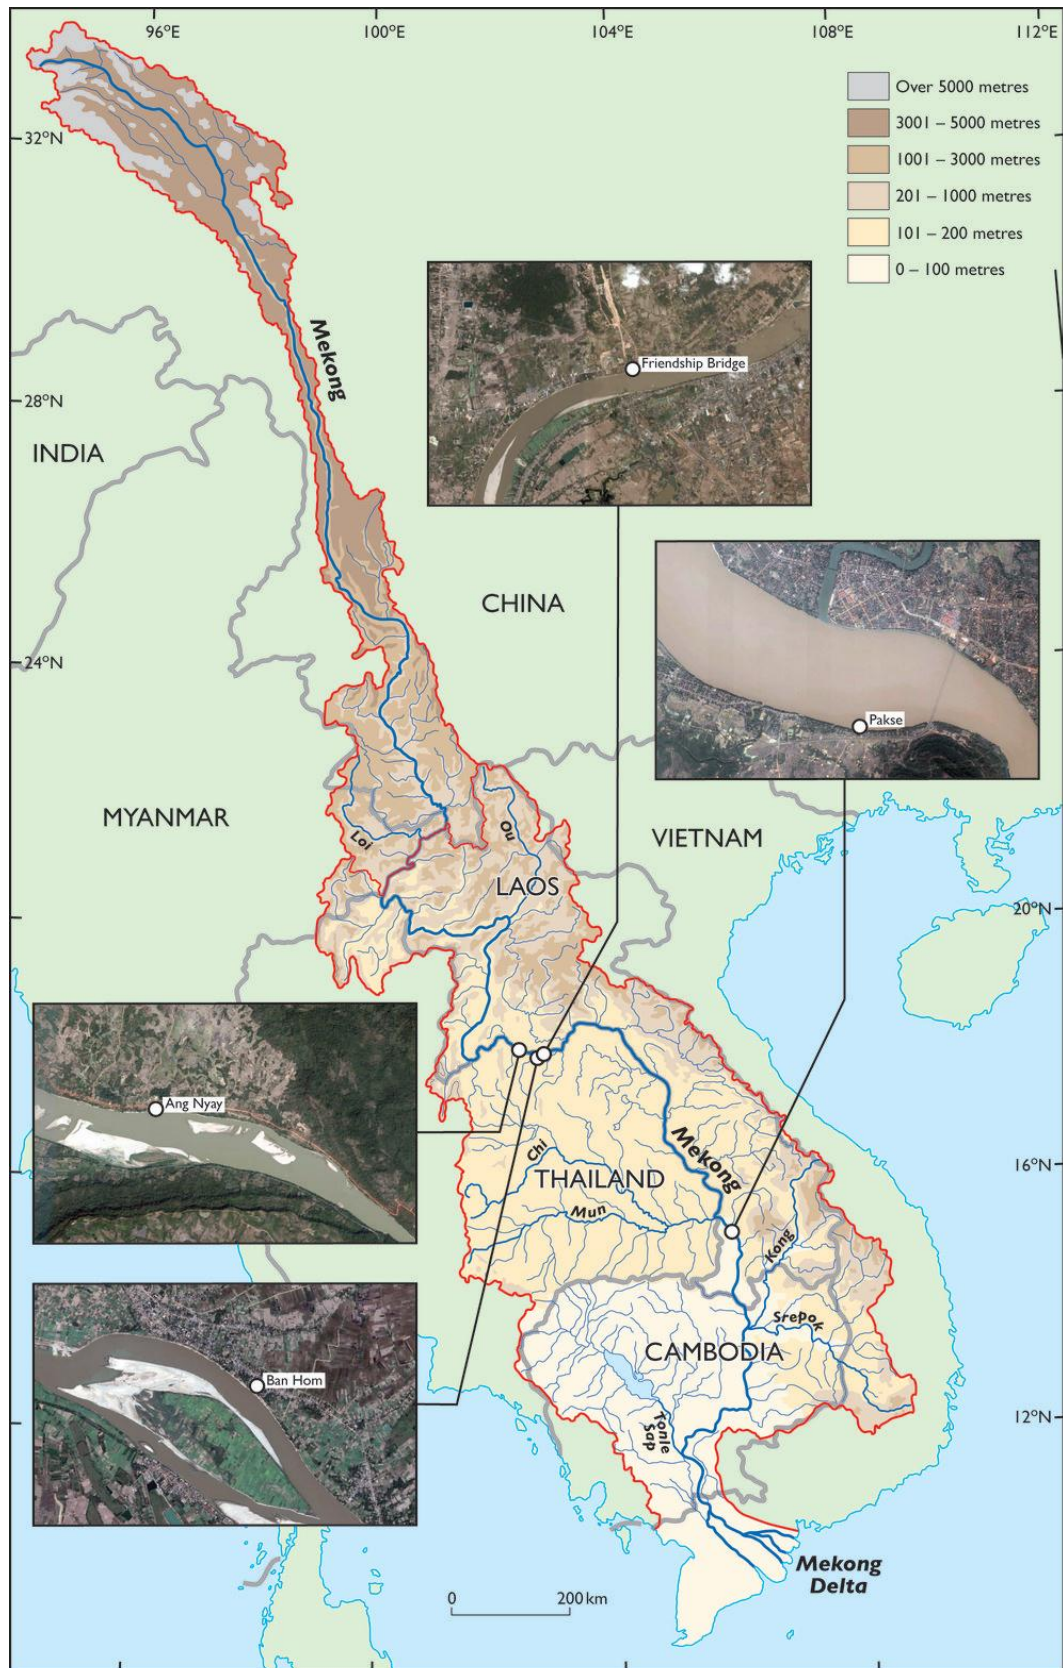 96°E
100°E
104°E
108°E
112°E
Over 5000 metres
3001 – 5000 metres
1001 – 3000 metres
201 – 1000 metres
101 – 200 metres
0 – 100 metres
32°N
Mekong
Friendship Bridge
28°N
INDIA
CHINA
24°N
Pakse
MYANMAR
VIETNAM
Loi
Ou
LAOS
20°N
Ang Nyay
Mekong
16°N
Chi
THAILAND
Mun
Kong
Srepok
CAMBODIA
Ban Hom
12°N
Tonle
Sap
Mekong
Delta
0
200 km